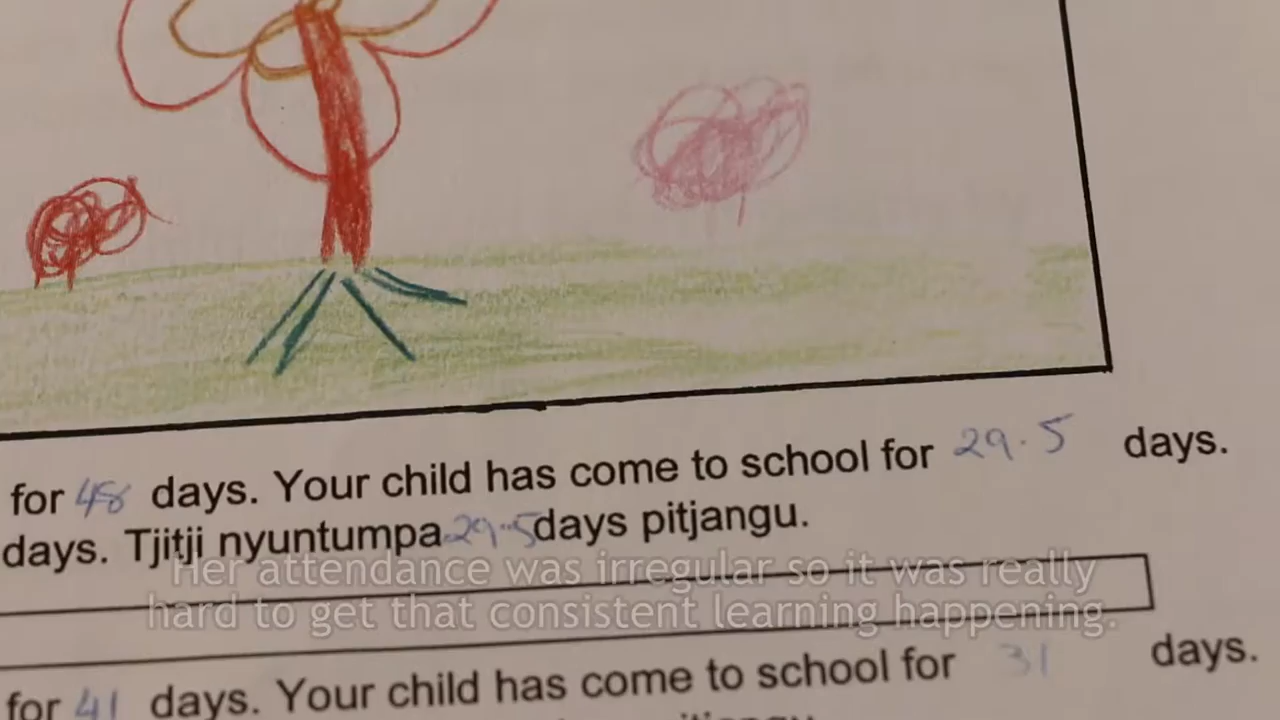 for 48 days. Your child has come to school for 29.5 days.
days. Tjitji nyuntumpa 29.5 days pitjangu.
Her attendance was irregular so it was really
hard to get that consistent learning happening.
for 41 days. Your child has come to school for 31 days.